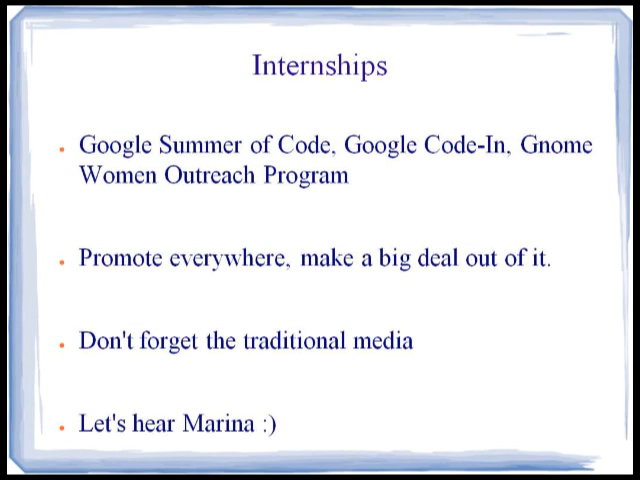 Internships
Google Summer of Code, Google Code-In, Gnome
Women Outreach Program
Promote everywhere, make a big deal out of it.
Don't forget the traditional media
Let's hear Marina :)